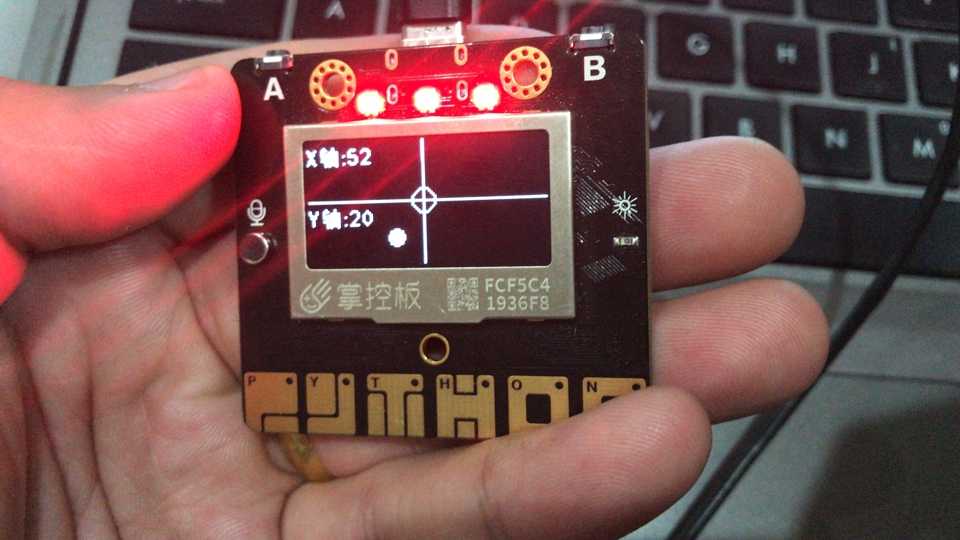 A
B
X轴:52
Y轴:20
掌控板
FCF5C4
1936F8
P Y T H O N
PYTHON
G H J
V B N M